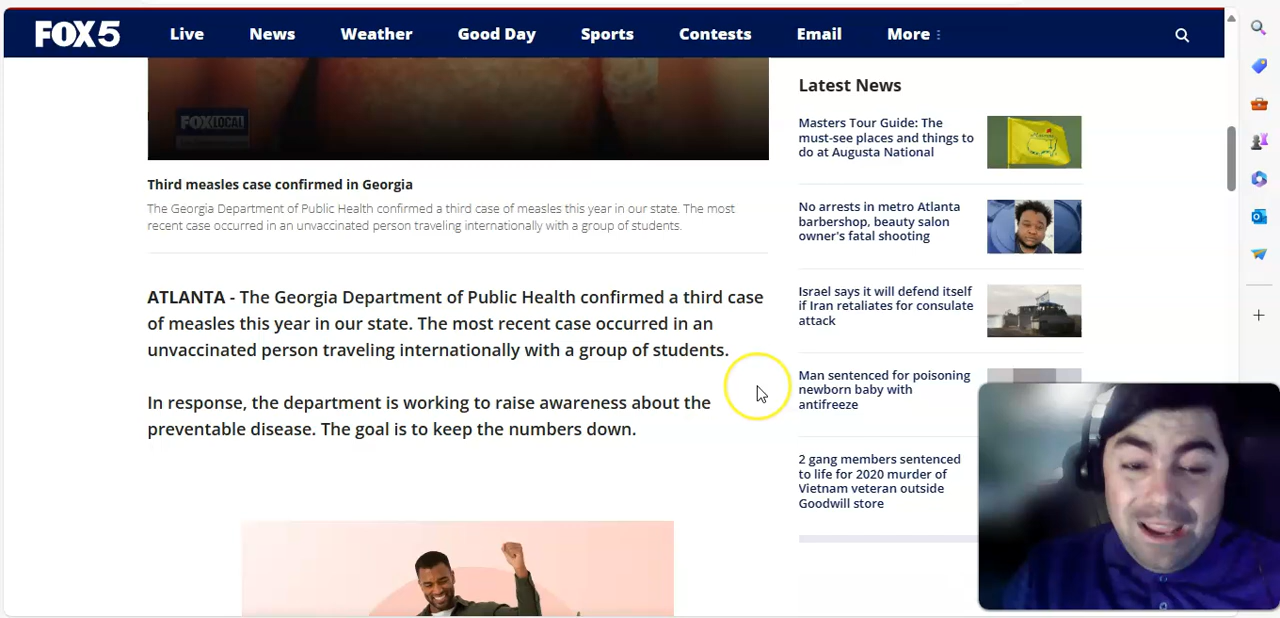 FOX 5
Live
News
Weather
Good Day
Sports
Contests
Email
More
FOX LOCAL
Third measles case confirmed in Georgia
The Georgia Department of Public Health confirmed a third case of measles this year in our state. The most
recent case occurred in an unvaccinated person traveling internationally with a group of students.
ATLANTA - The Georgia Department of Public Health confirmed a third case
of measles this year in our state. The most recent case occurred in an
unvaccinated person traveling internationally with a group of students.
In response, the department is working to raise awareness about the
preventable disease. The goal is to keep the numbers down.
Latest News
Masters Tour Guide: The
must-see places and things to
do at Augusta National
No arrests in metro Atlanta
barbershop, beauty salon
owner's fatal shooting
Israel says it will defend itself
if Iran retaliates for consulate
attack
Man sentenced for poisoning
newborn baby with
antifreeze
2 gang members sentenced
to life for 2020 murder of
Vietnam veteran outside
Goodwill store